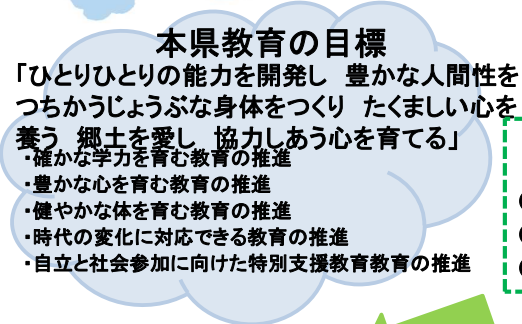 本県教育の目標
「ひとりひとりの能力を開発し　豊かな人間性を
つちかうじょうぶな身体をつくり　たくましい心を
養う　郷土を愛し　協力しあう心を育てる」
・確かな学力を育む教育の推進
・豊かな心を育む教育の推進
・健やかな体を育む教育の推進
・時代の変化に対応できる教育の推進
・自立と社会参加に向けた特別支援教育教育の推進